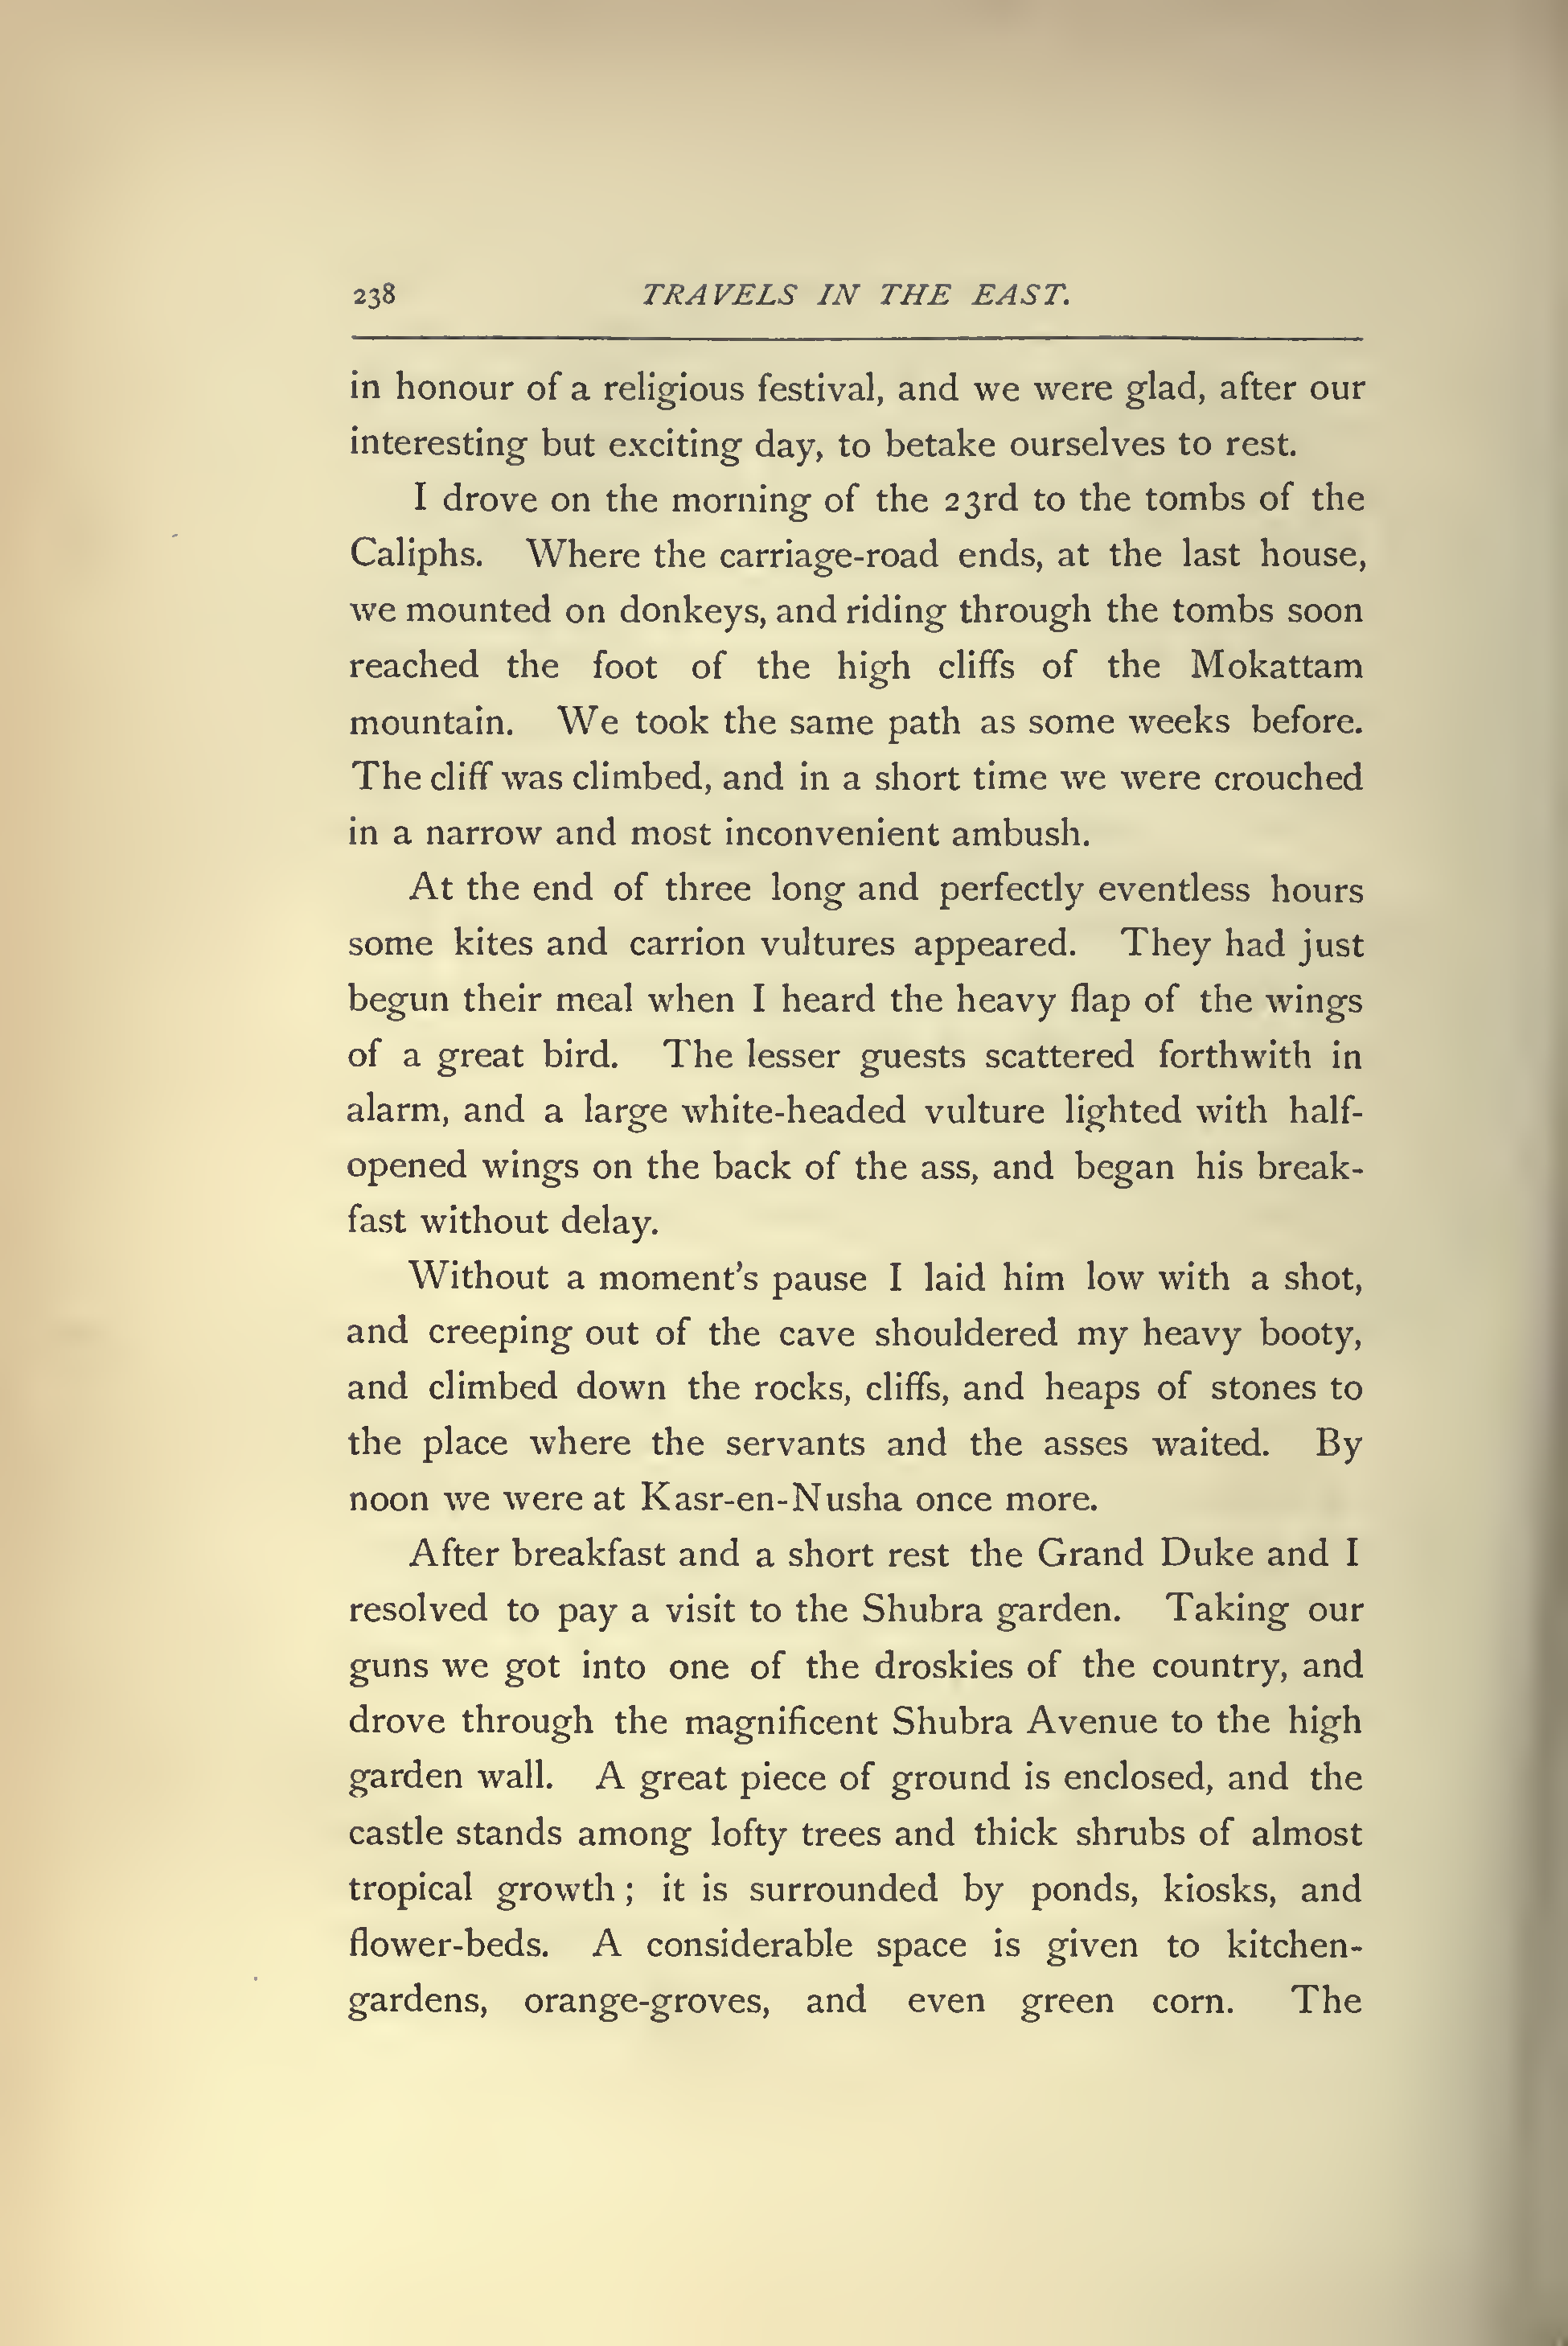 238 TRAVELS IN THE EAST.
in honour of a religious festival, and we were glad, after our
interesting but exciting day, to betake ourselves to rest.
I drove on the morning of the 23rd to the tombs of the
Caliphs. Where the carriage-road ends, at the last house,
we mounted on donkeys, and riding through the tombs soon
reached the foot of the high cliffs of the Mokattam
mountain. We took the same path as some weeks before.
The cliff was climbed, and in a short time we were crouched
in a narrow and most inconvenient ambush.
At the end of three long and perfectly eventless hours
some kites and carrion vultures appeared. They had just
begun their meal when I heard the heavy flap of the wings
of a great bird. The lesser guests scattered forthwith in
alarm, and a large white-headed vulture lighted with half-
opened wings on the back of the ass, and began his break-
fast without delay.
Without a moment's pause I laid him low with a shot,
and creeping out of the cave shouldered my heavy booty,
and climbed down the rocks, cliffs, and heaps of stones to
the place where the servants and the asses waited. By
noon we were at Kasr-en-Nusha once more.
After breakfast and a short rest the Grand Duke and I
resolved to pay a visit to the Shubra garden. Taking our
guns we got into one of the droskies of the country, and
drove through the magnificent Shubra Avenue to the high
garden wall. A great piece of ground is enclosed, and the
castle stands among lofty trees and thick shrubs of almost
tropical growth ; it is surrounded by ponds, kiosks, and
flower-beds. A considerable space is given to kitchen-
gardens, orange-groves, and even green corn. The